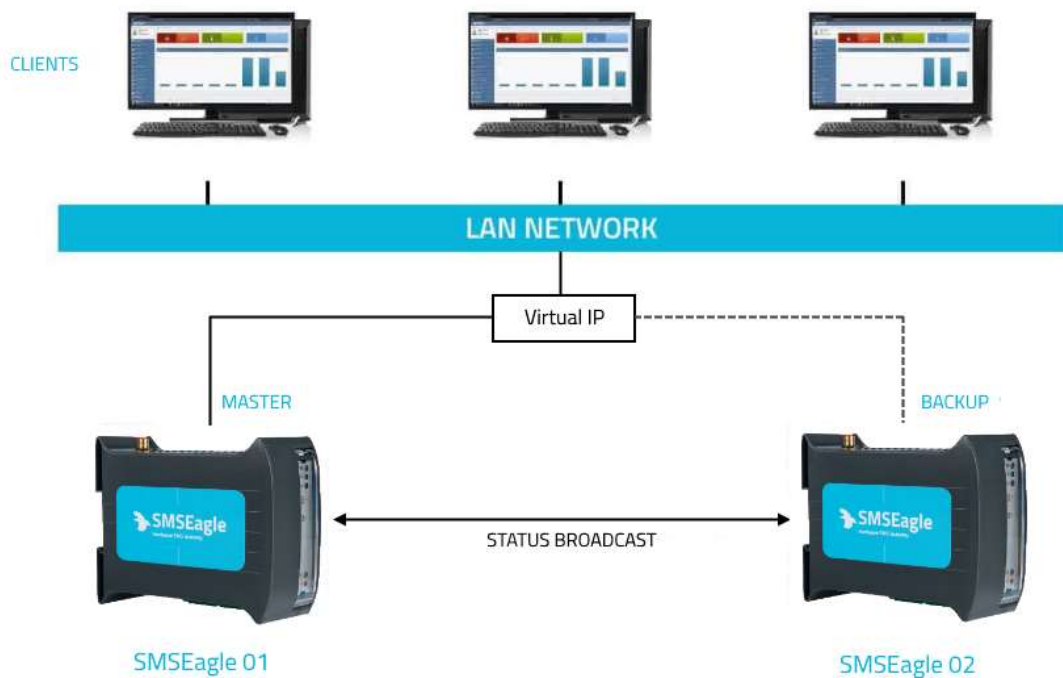 CLIENTS
LAN NETWORK
Virtual IP
MASTER
BACKUP
SMSEagle
SMSEagle
STATUS BROADCAST
SMSEagle 01
SMSEagle 02